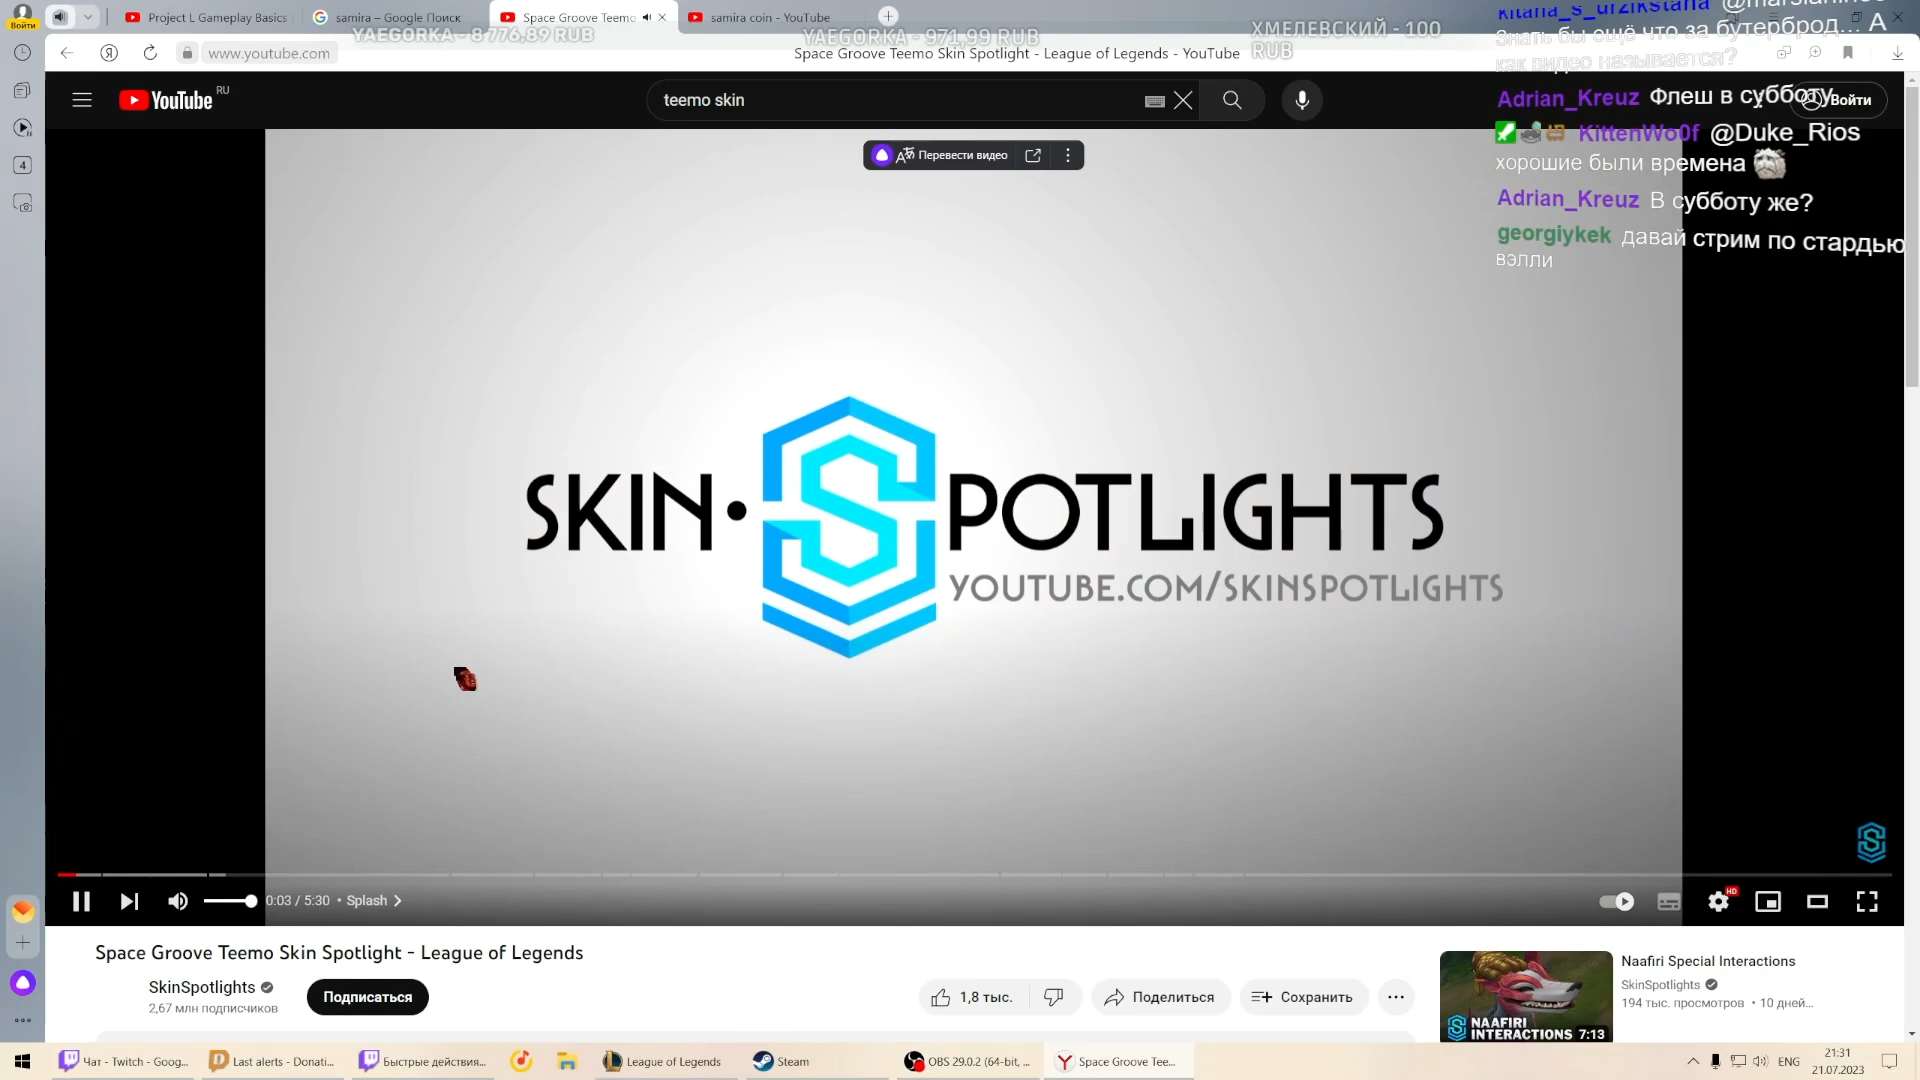 Войти
Project L Gameplay Basics
samira – Google Поиск
Space Groove Teemo
samira coin - YouTube
YAEGORKA - 8 776,89 RUB
YAEGORKA - 971,99 RUB
ХМЕЛЕВСКИЙ - 100
RUB
www.youtube.com
Space Groove Teemo Skin Spotlight - League of Legends - YouTube
Знать бы ещё что за бутерброд... А
как видео называется?
YouTube RU
teemo skin
Войти
Adrian_Kreuz Флеш в субботу
KittenWo0f @Duke_Rios
хорошие были времена
Adrian_Kreuz В субботу же?
georgiykek давай стрим по стардью
вэлли
4
Перевести видео
SKIN•SPOTLIGHTS
YOUTUBE.COM/SKINSPOTLIGHTS
0:03 / 5:30 • Splash
HD
Space Groove Teemo Skin Spotlight - League of Legends
SkinSpotlights
2,67 млн подписчиков
Подписаться
1,8 тыс.
Поделиться
Сохранить
NAAFIRI
INTERACTIONS 7:13
Naafiri Special Interactions
SkinSpotlights
194 тыс. просмотров • 10 дней...
Чат - Twitch - Goog...
Last alerts - Donati...
Быстрые действия...
League of Legends
Steam
OBS 29.0.2 (64-bit, ...
Space Groove Tee...
ENG
21:31
21.07.2023